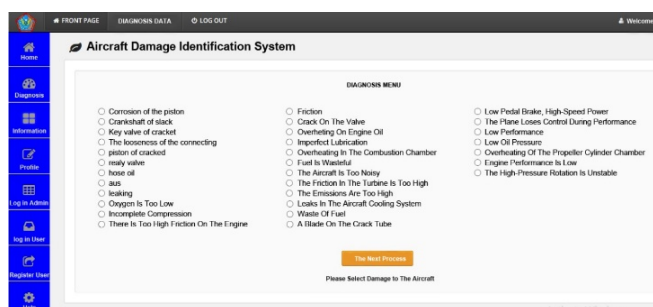 FRONT PAGE DIAGNOSIS DATA LOG OUT Welcome
Aircraft Damage Identification System
Home
Diagnosis
Information
Profile
Log in Admin
log in User
Register User
Help
DIAGNOSIS MENU
Corrosion of the piston
Crankshaft of slack
Key valve of cracket
The looseness of the connecting
piston of cracked
realy valve
hose oil
aus
leaking
Oxygen Is Too Low
Incomplete Compression
There Is Too High Friction On The Engine
Friction
Crack On The Valve
Overheting On Engine Oil
Imperfect Lubrication
Overheating In The Combustion Chamber
Fuel Is Wasteful
The Aircraft Is Too Noisy
The Friction In The Turbine Is Too High
The Emissions Are Too High
Leaks In The Aircraft Cooling System
Waste Of Fuel
A Blade On The Crack Tube
Low Pedal Brake, High-Speed Power
The Plane Loses Control During Performance
Low Performance
Low Oil Pressure
Overheating Of The Propeller Cylinder Chamber
Engine Performance Is Low
The High-Pressure Rotation Is Unstable
The Next Process
Please Select Damage to The Aircraft